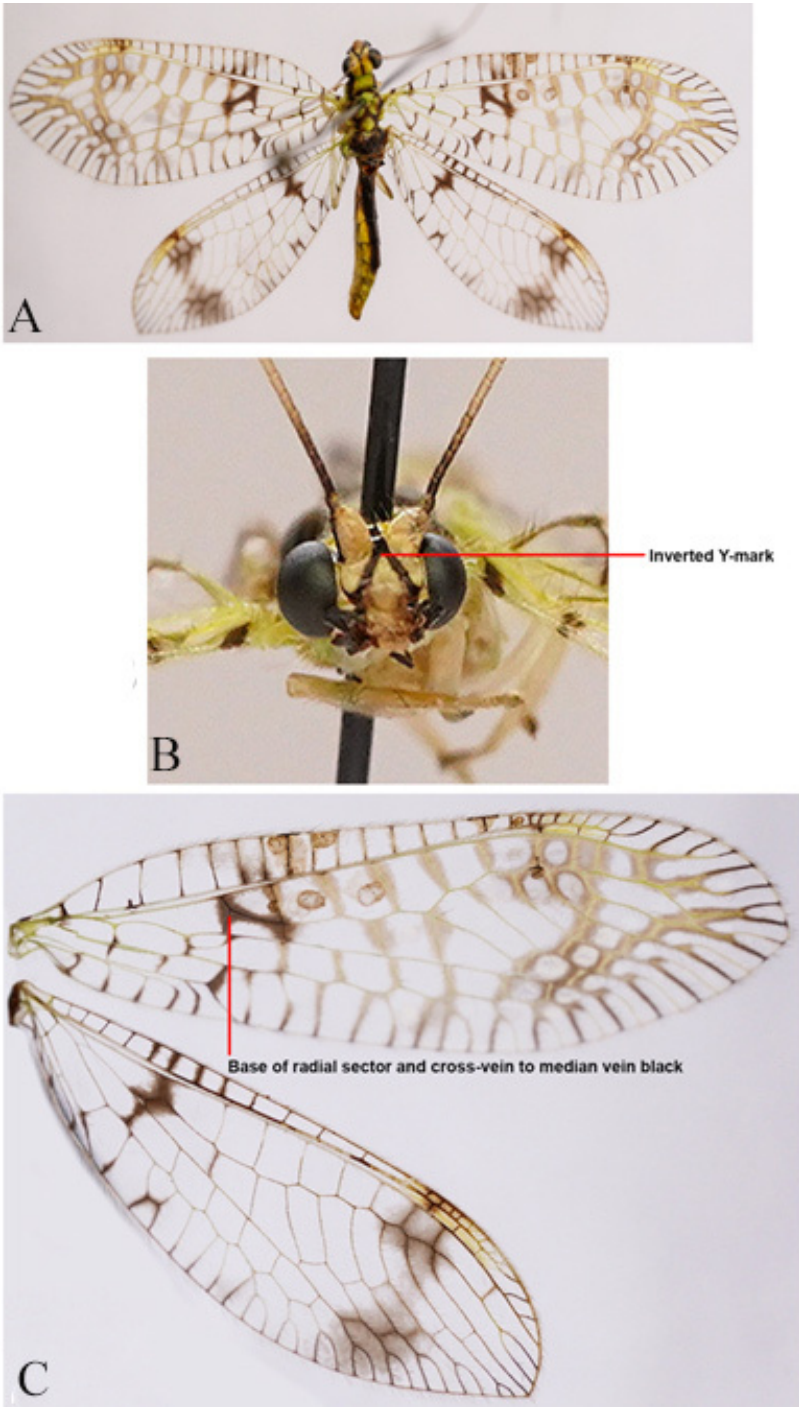 A
Inverted Y-mark
B
Base of radial sector and cross-vein to median vein black
C